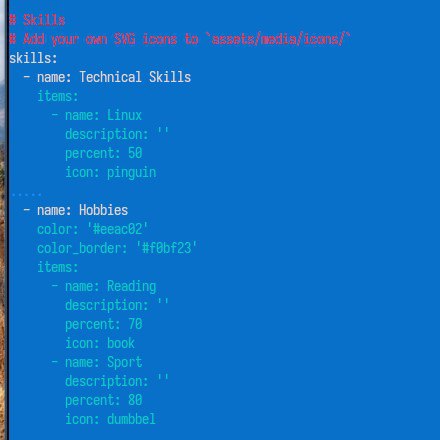 # Skills
# Add your own SVG icons to `assets/media/icons/`
skills:
  - name: Technical Skills
    items:
      - name: Linux
        description: ''
        percent: 50
        icon: pinguin
.....
  - name: Hobbies
    color: '#eeac02'
    color_border: '#f0bf23'
    items:
      - name: Reading
        description: ''
        percent: 70
        icon: book
      - name: Sport
        description: ''
        percent: 80
        icon: dumbbel